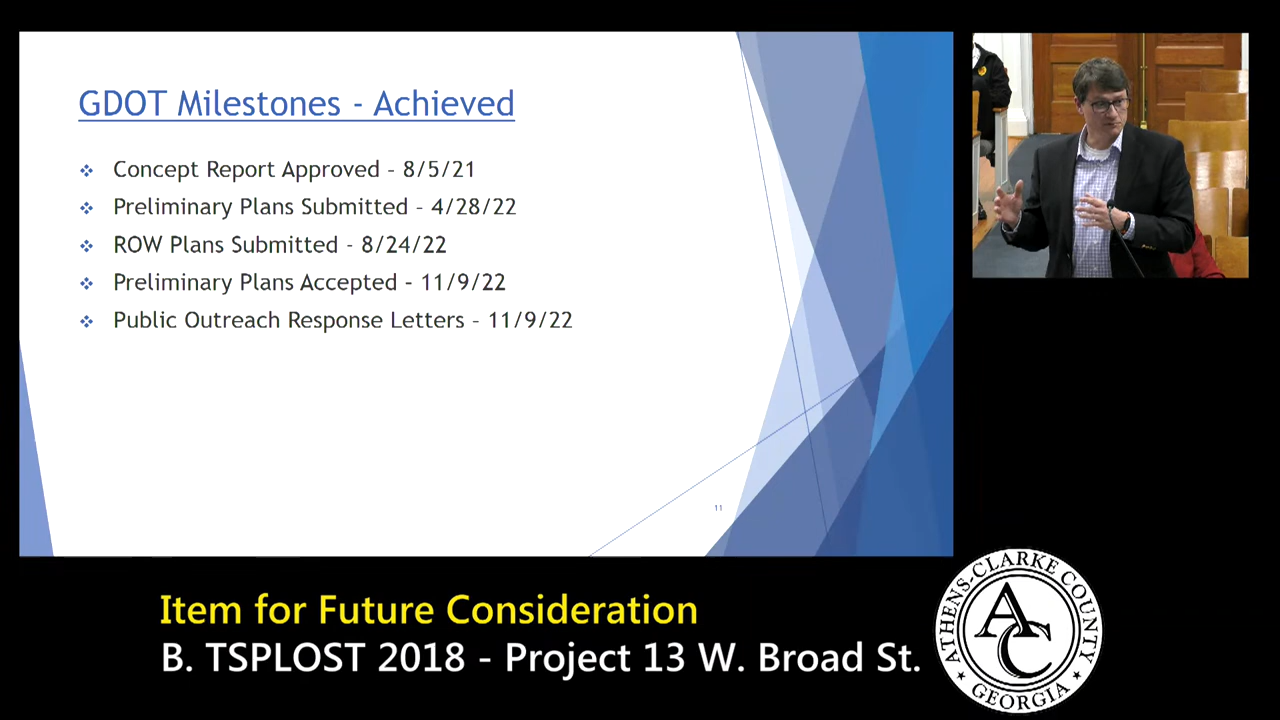 GDOT Milestones - Achieved
Concept Report Approved – 8/5/21
Preliminary Plans Submitted – 4/28/22
ROW Plans Submitted - 8/24/22
Preliminary Plans Accepted - 11/9/22
Public Outreach Response Letters – 11/9/22
11
Item for Future Consideration
B. TSPLOST 2018 - Project 13 W. Broad St.
ATHENS-CLARKE COUNTY
AC
GEORGIA